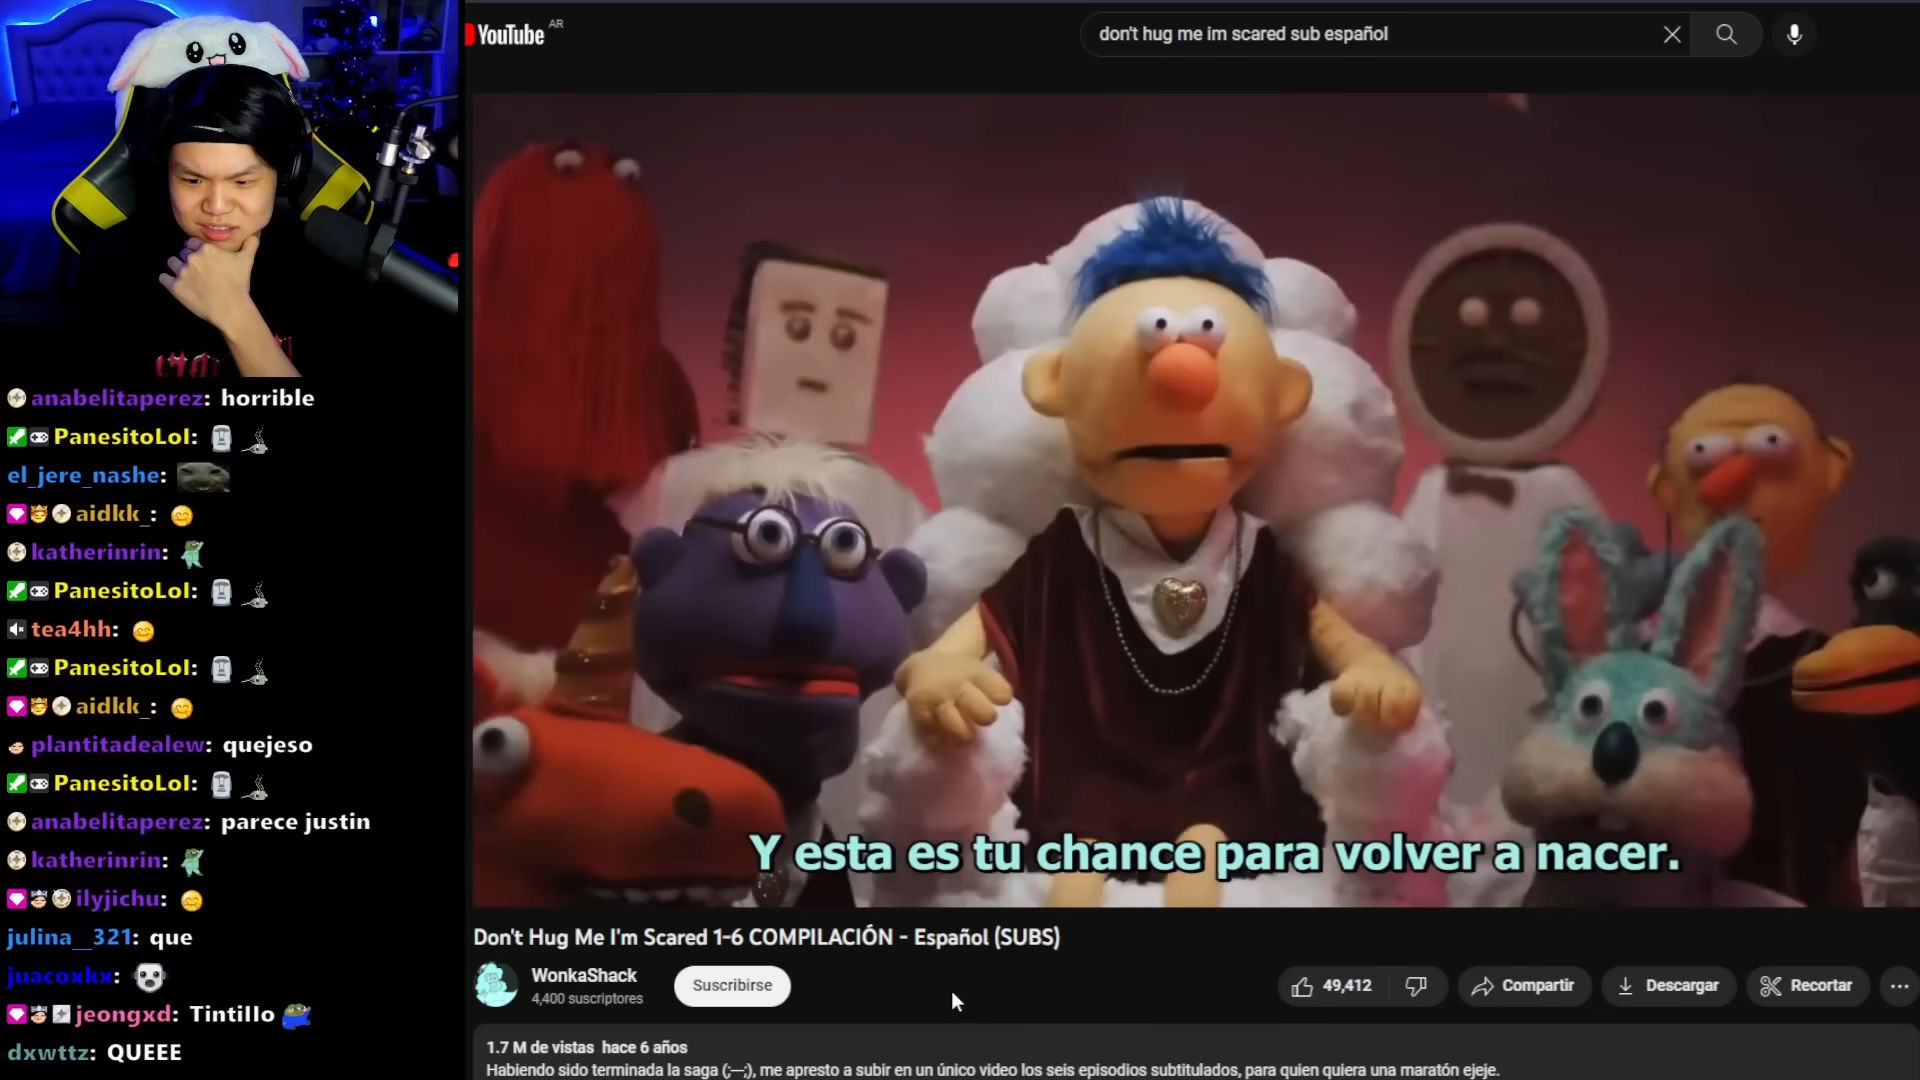 YouTube AR
don't hug me im scared sub español
anabelitaperez: horrible
PanesitoLol:
el_jere_nashe:
aidkk_:
katherinrin:
PanesitoLol:
tea4hh:
PanesitoLol:
aidkk_:
plantitadealew: quejeso
PanesitoLol:
anabelitaperez: parece justin
katherinrin:
ilyjichu:
julina__321: que
juacoxkx:
jeongxd: Tintillo
dxwttz: QUEEE
Y esta es tu chance para volver a nacer.
Don't Hug Me I'm Scared 1-6 COMPILACIÓN - Español (SUBS)
WonkaShack
4,400 suscriptores
Suscribirse
49,412
Compartir
Descargar
Recortar
1.7 M de vistas hace 6 años
Habiendo sido terminada la saga (;—;), me apresto a subir en un único video los seis episodios subtitulados, para quien quiera una maratón ejeje.